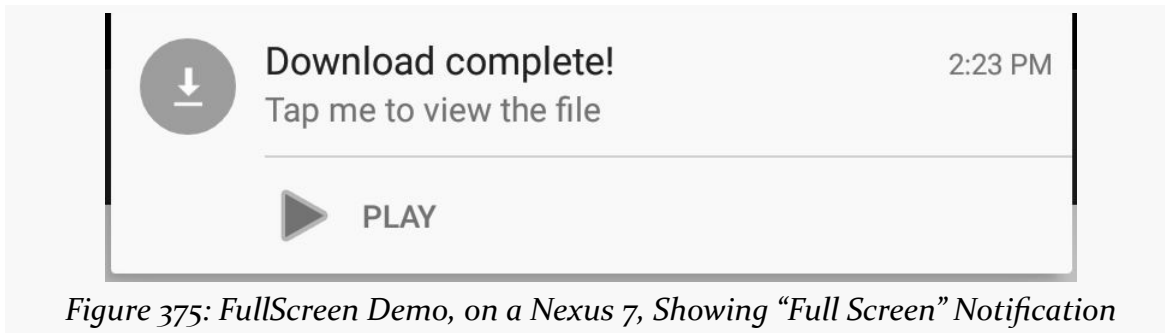 Download complete!
2:23 PM
Tap me to view the file
PLAY
Figure 375: FullScreen Demo, on a Nexus 7, Showing “Full Screen” Notification